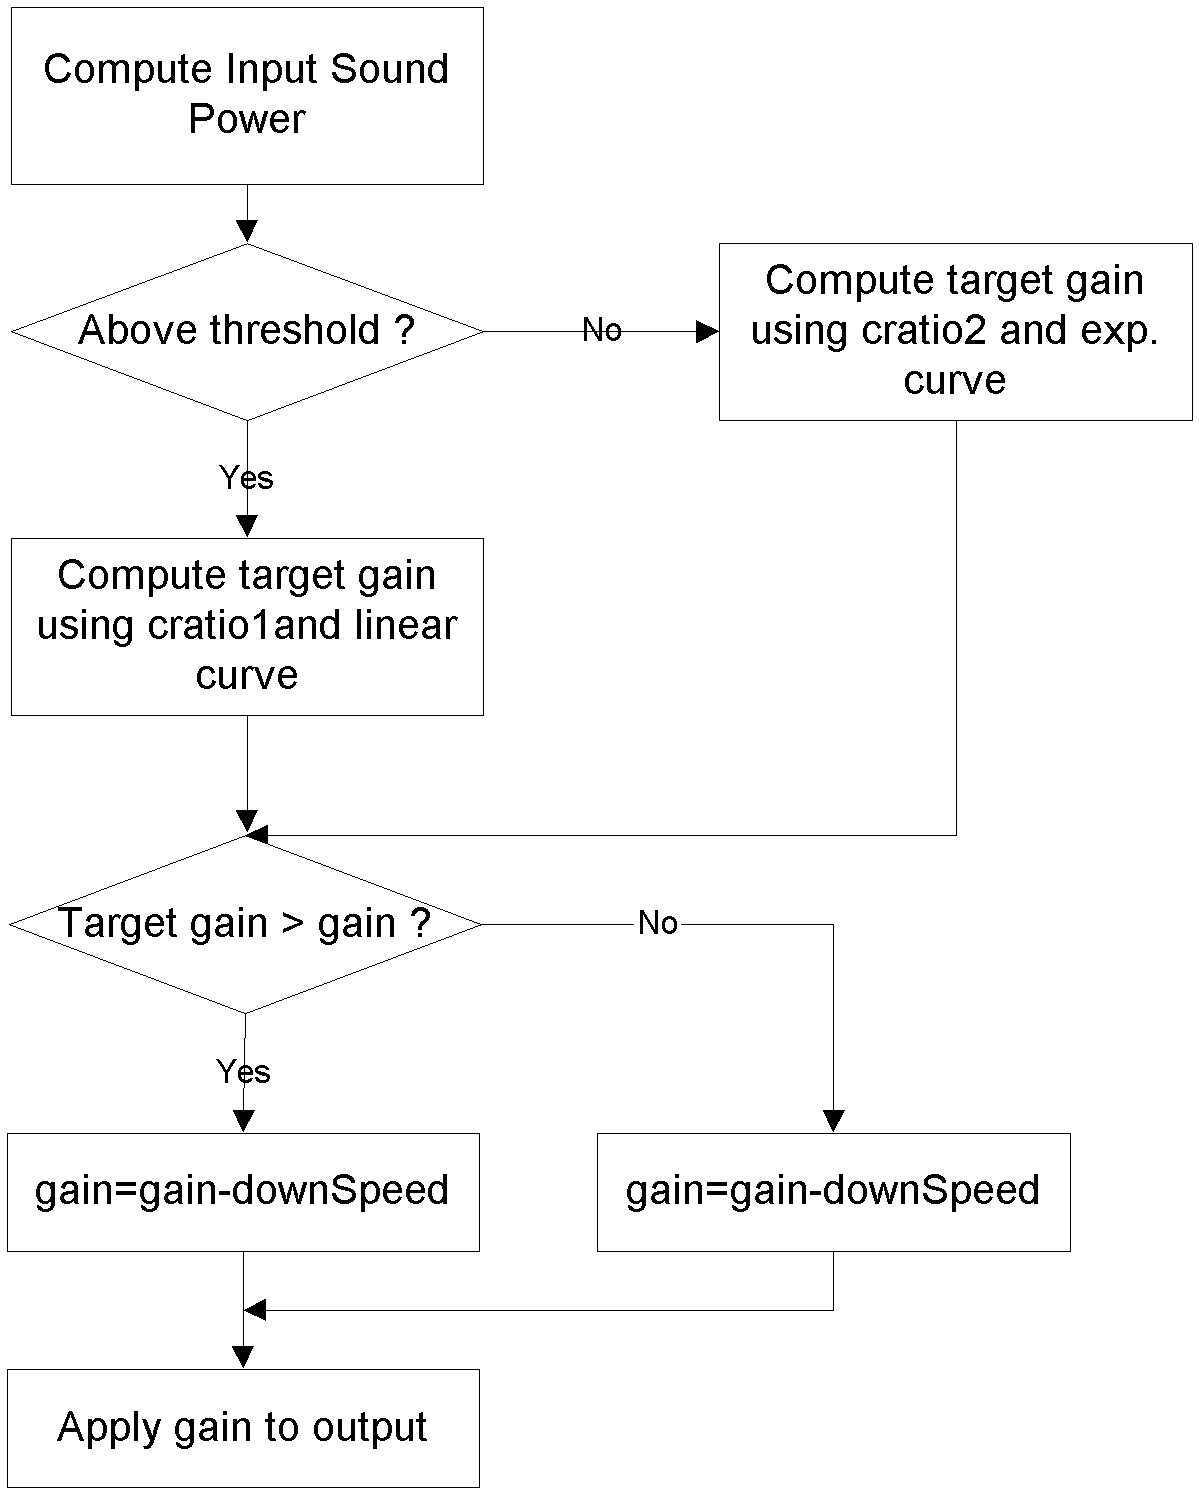 Compute Input Sound
Power
Above threshold ?
No
Compute target gain
using cratio2 and exp.
curve
Yes
Compute target gain
using cratio1and linear
curve
Target gain > gain ?
No
Yes
gain=gain-downSpeed
gain=gain-downSpeed
Apply gain to output